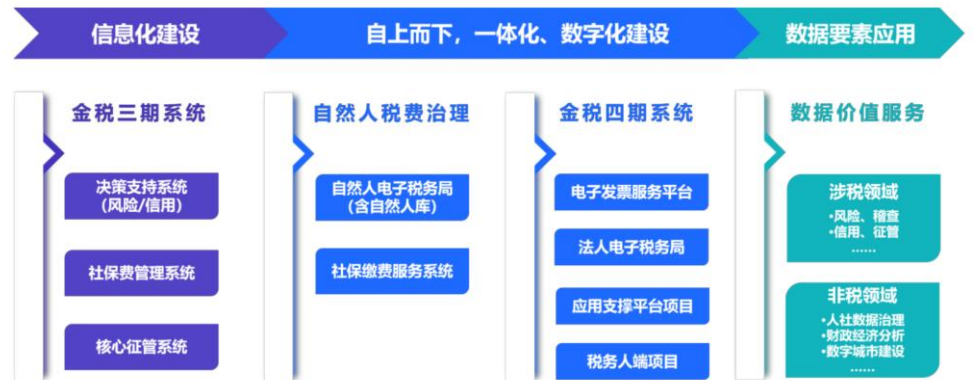 信息化建设
自上而下，一体化、数字化建设
数据要素应用
金税三期系统
决策支持系统
(风险/信用)
社保费管理系统
核心征管系统
自然人税费治理
自然人电子税务局
(含自然人库)
社保缴费服务系统
金税四期系统
电子发票服务平台
法人电子税务局
应用支撑平台项目
税务人端项目
数据价值服务
涉税领域
•风险、稽查
•信用、征管
……
非税领域
•人社数据治理
•财政经济分析
•数字城市建设
……